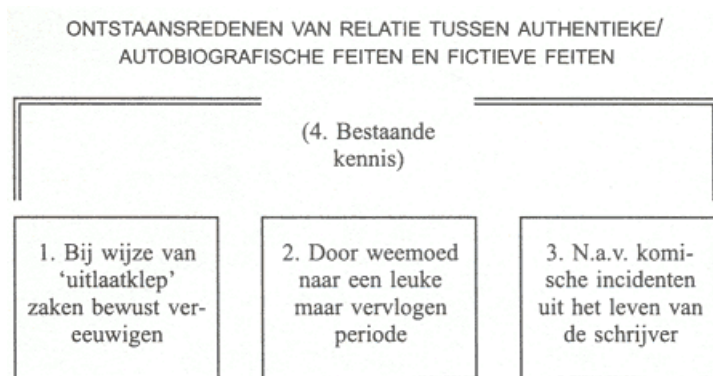 ONTSTAANSREDENEN VAN RELATIE TUSSEN AUTHENTIEKE/
AUTOBIOGRAFISCHE FEITEN EN FICTIEVE FEITEN
(4. Bestaande
kennis)
1. Bij wijze van
‘uitlaatklep’
zaken bewust ver-
eeuwigen
2. Door weemoed
naar een leuke
maar vervlogen
periode
3. N.a.v. komi-
sche incidenten
uit het leven van
de schrijver